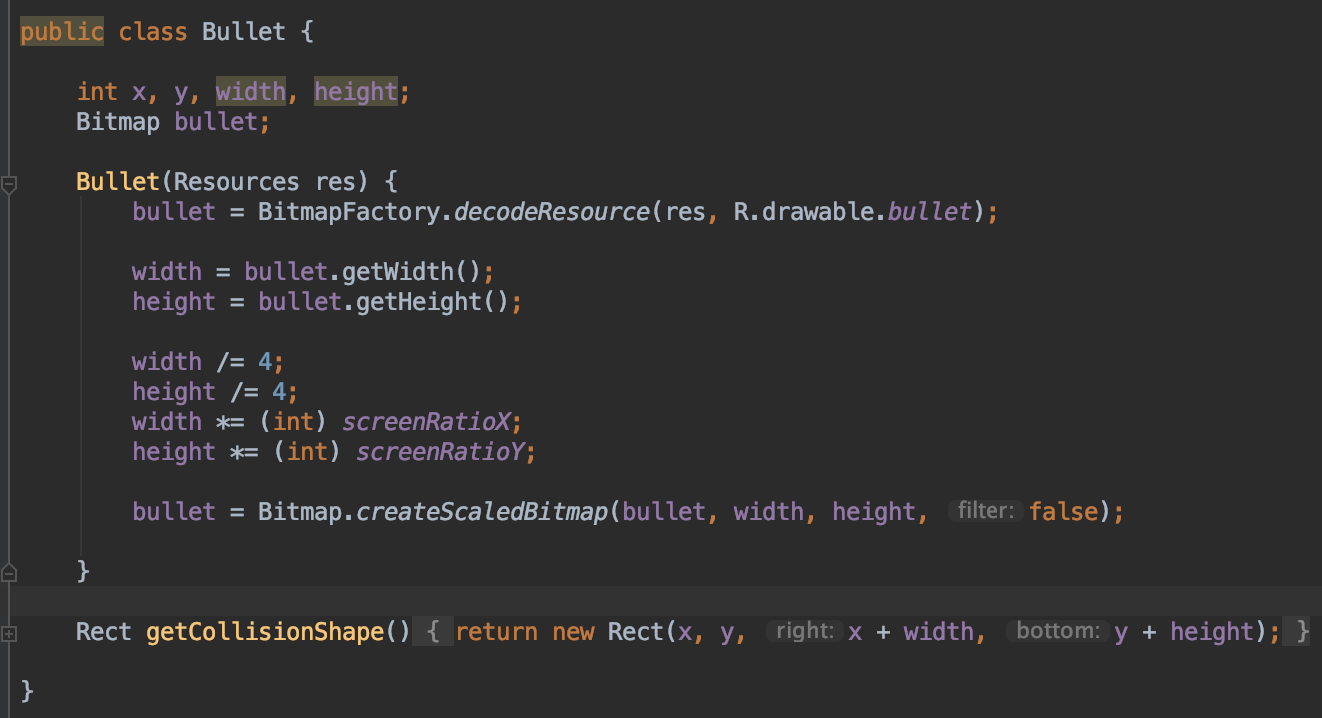 public class Bullet {
int x, y, width, height;
Bitmap bullet;
Bullet(Resources res) {
bullet = BitmapFactory.decodeResource(res, R.drawable.bullet);
width = bullet.getWidth();
height = bullet.getHeight();
width /= 4;
height /= 4;
width *= (int) screenRatioX;
height *= (int) screenRatioY;
bullet = Bitmap.createScaledBitmap(bullet, width, height, filter: false);
}
Rect getCollisionShape() { return new Rect(x, y, right: x + width, bottom: y + height); }
}